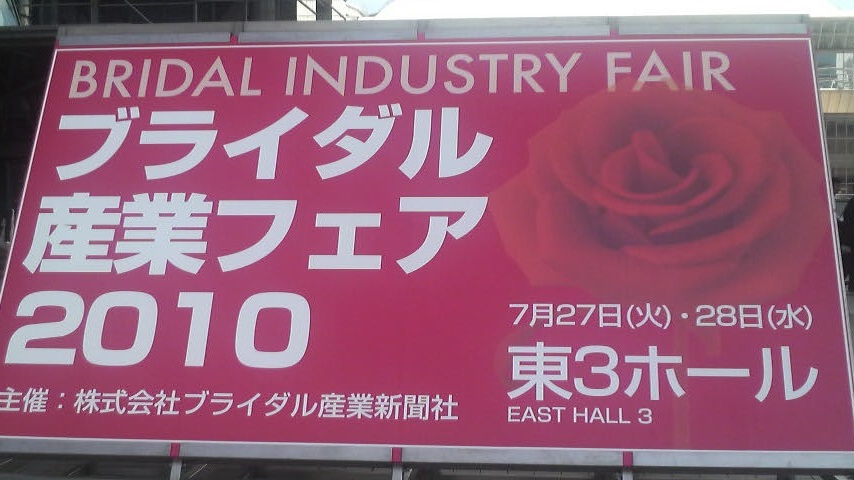 BRIDAL INDUSTRY FAIR
ブライダル
産業フェア
2010
7月27日(火)・28日(水)
東3ホール
EAST HALL 3
主催：株式会社ブライダル産業新聞社